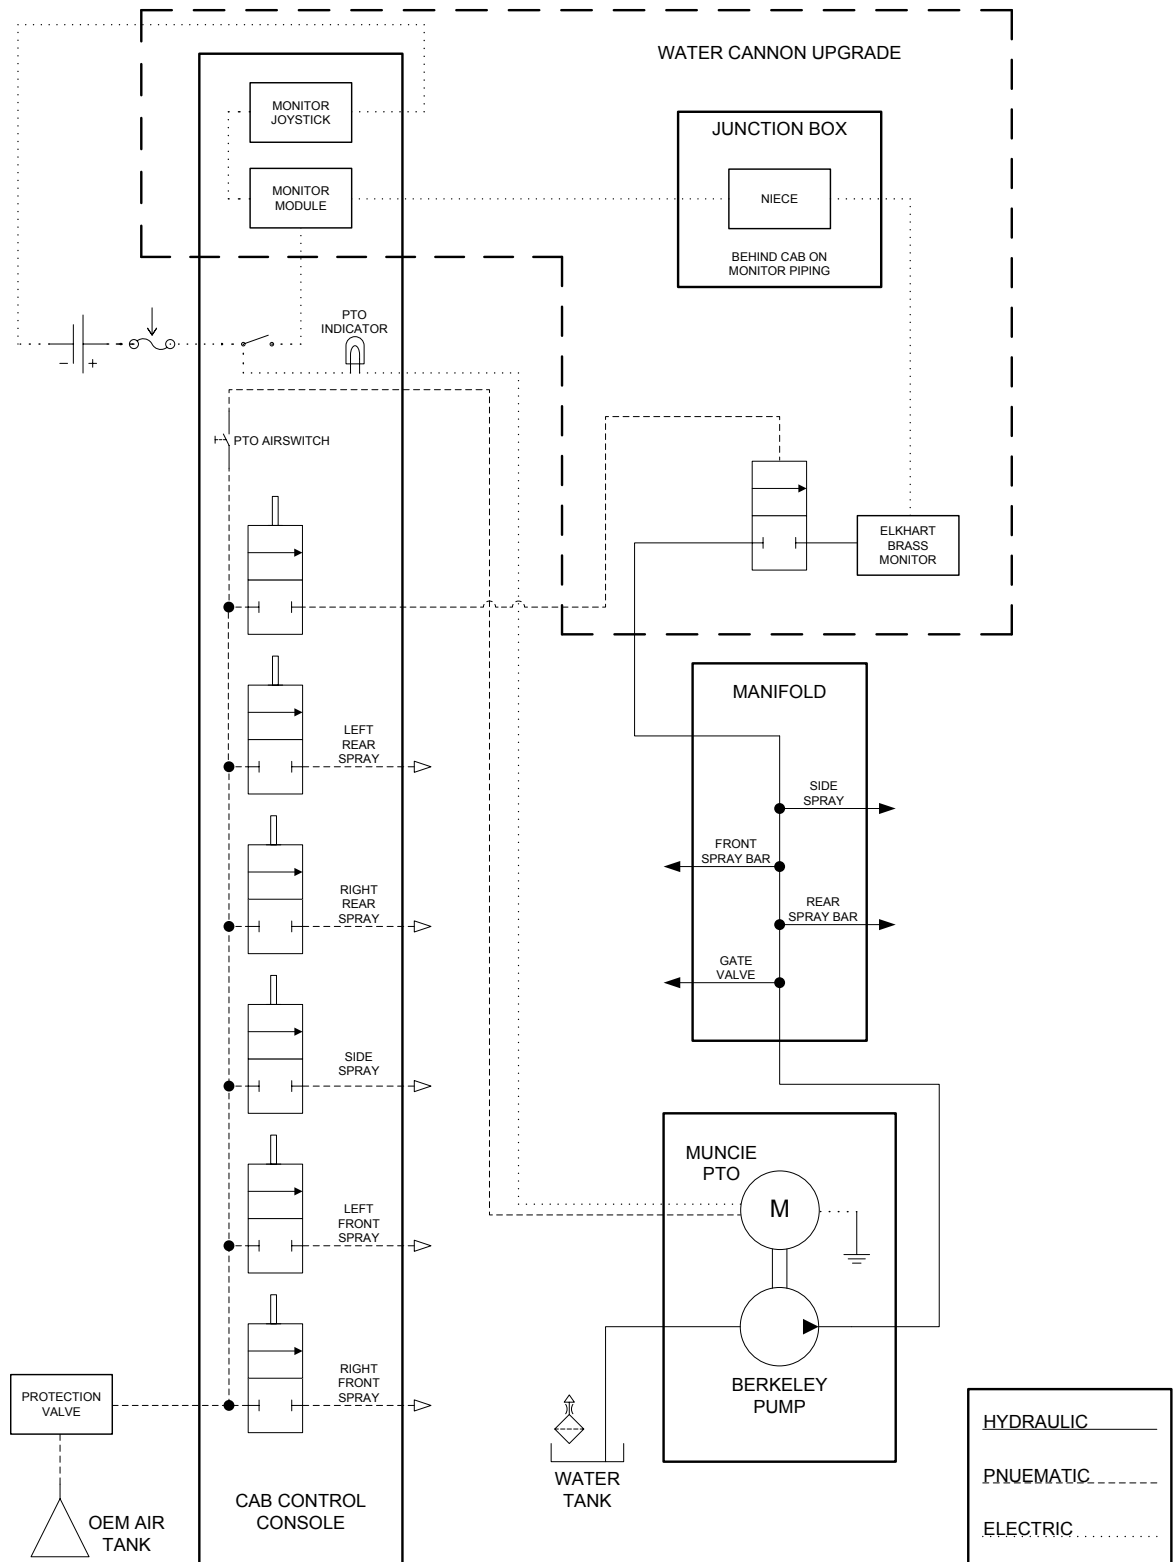 WATER CANNON UPGRADE
MONITOR
JOYSTICK
JUNCTION BOX
MONITOR
MODULE
NIECE
BEHIND CAB ON
MONITOR PIPING
PTO
INDICATOR
- +
PTO AIRSWITCH
ELKHART
BRASS
MONITOR
MANIFOLD
LEFT
REAR
SPRAY
SIDE
SPRAY
FRONT
SPRAY BAR
RIGHT
REAR
SPRAY
REAR
SPRAY BAR
GATE
VALVE
SIDE
SPRAY
MUNCIE
PTO
M
LEFT
FRONT
SPRAY
RIGHT
FRONT
SPRAY
BERKELEY
PUMP
PROTECTION
VALVE
WATER
TANK
CAB CONTROL
CONSOLE
OEM AIR
TANK
HYDRAULIC
PNUEMATIC
ELECTRIC